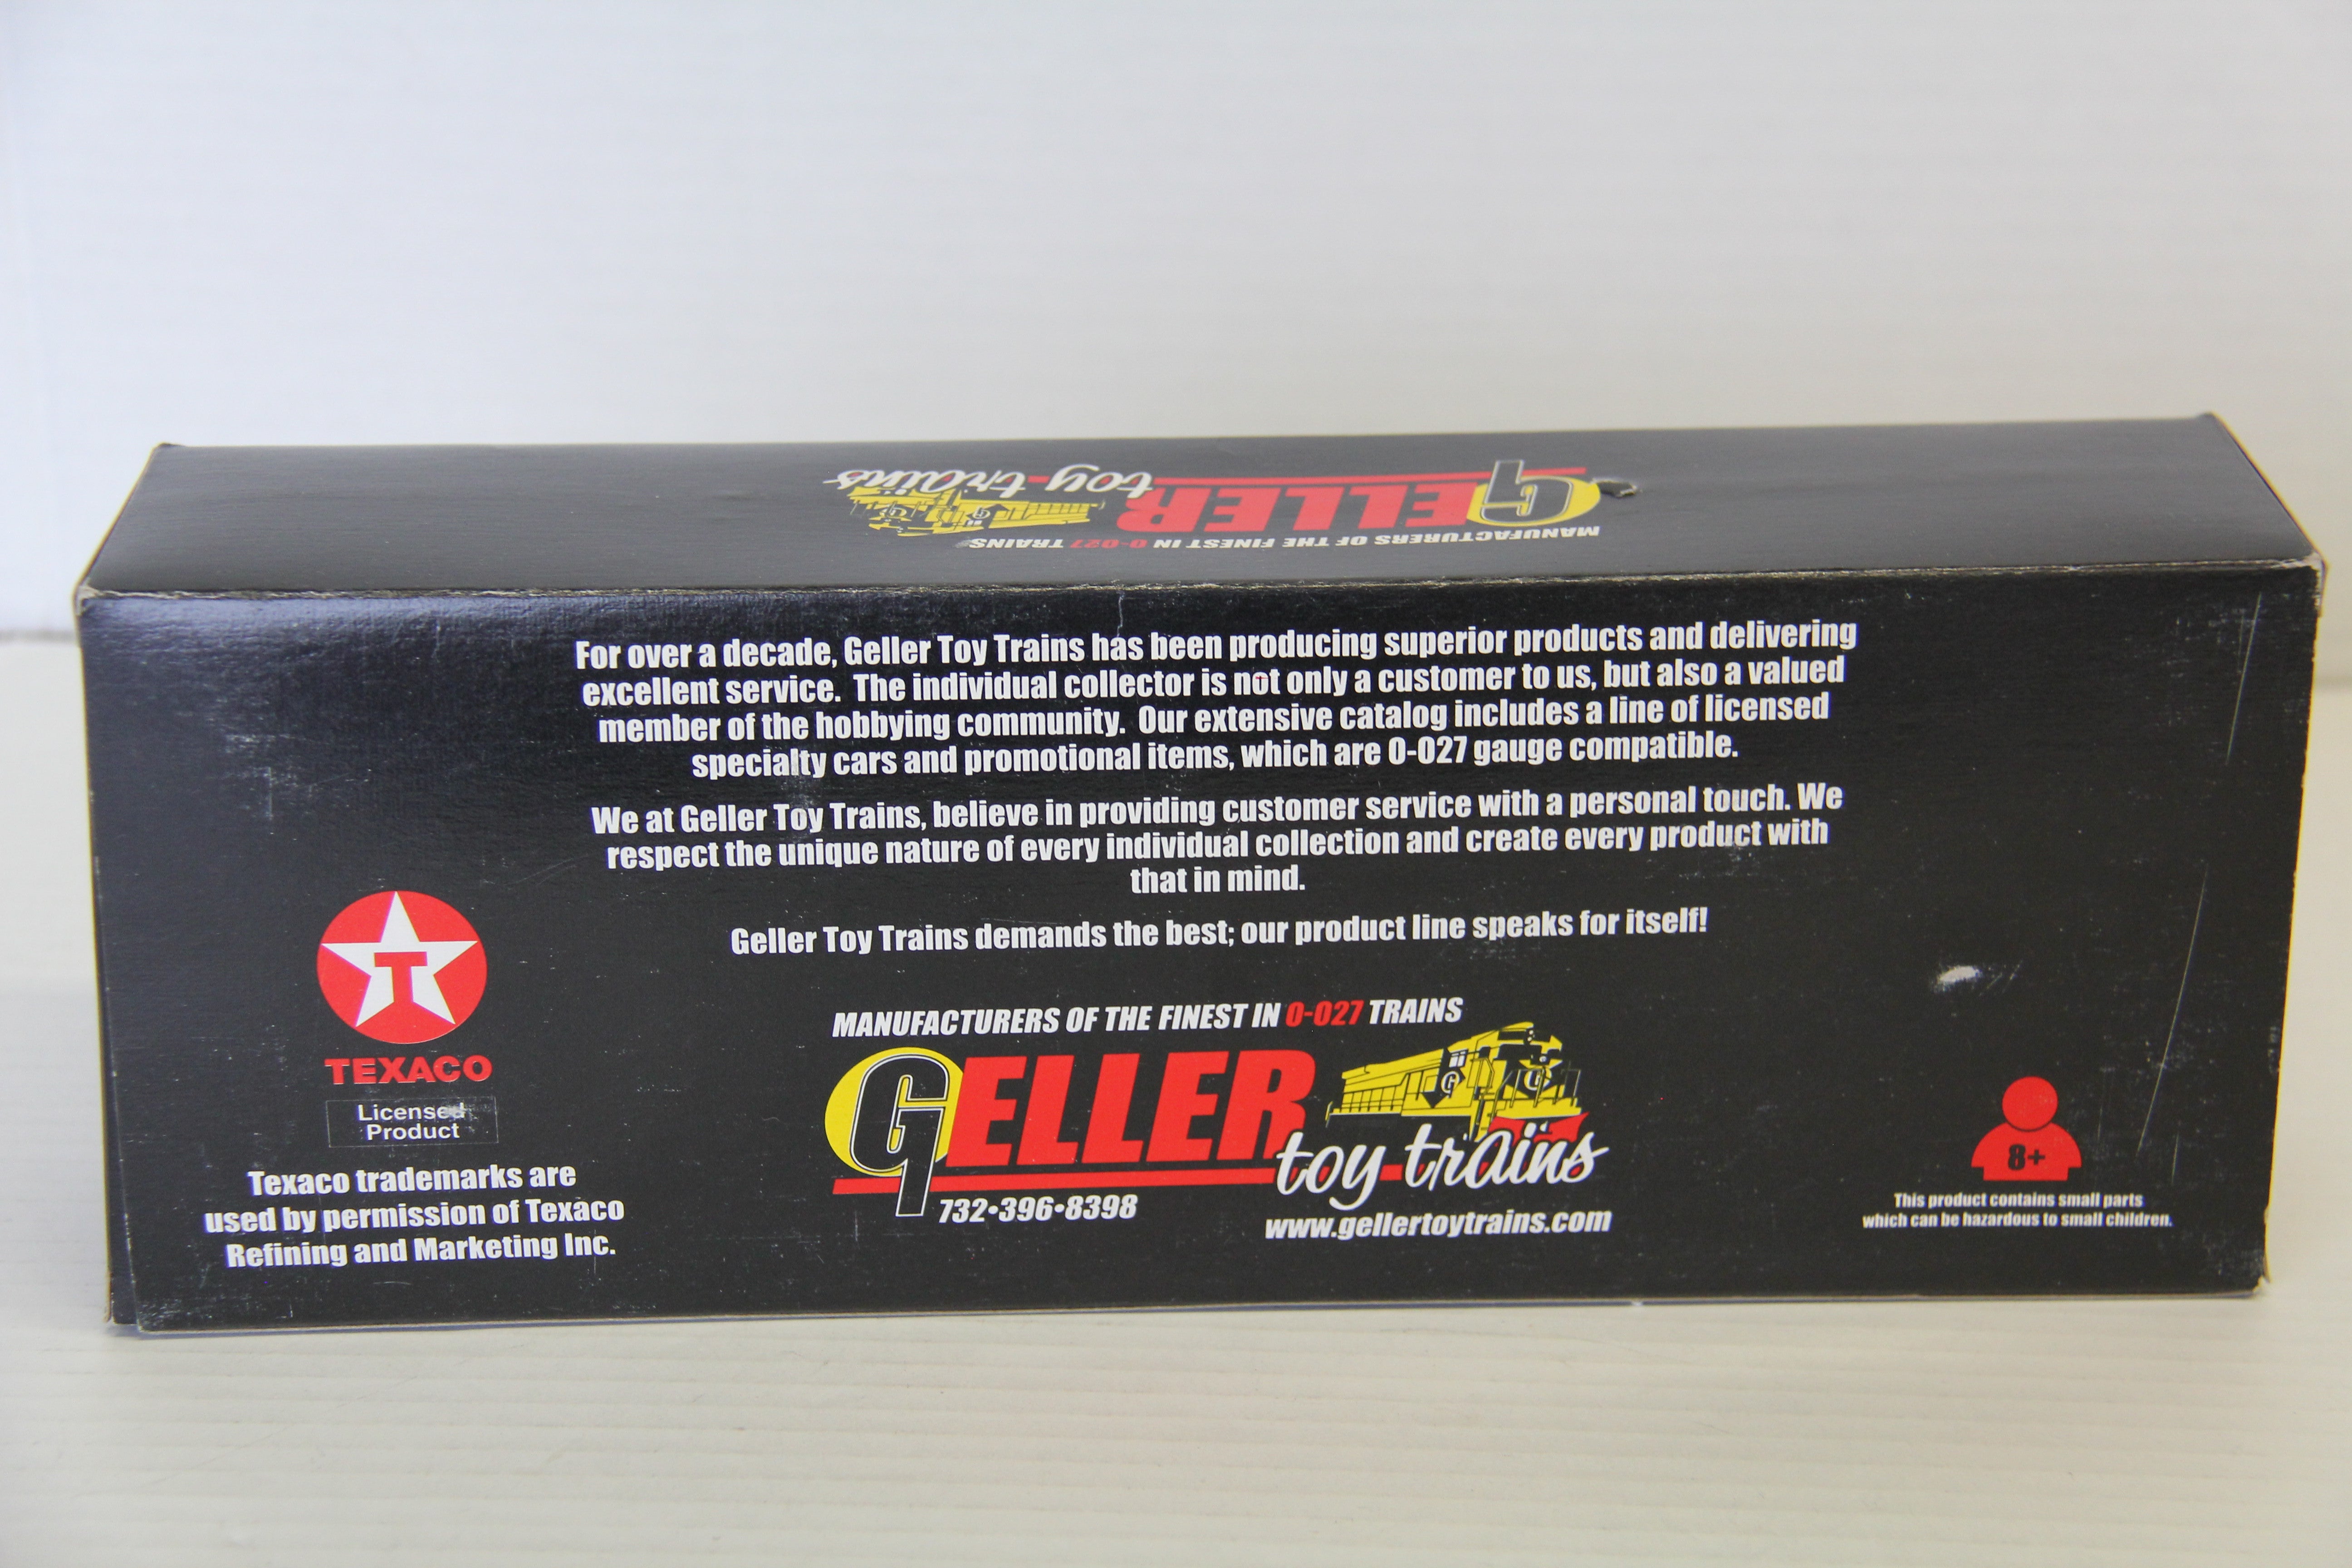 MANUFACTURERS OF THE FINEST IN 0-027 TRAINS
GELLER
toy trains
For over a decade, Geller Toy Trains has been producing superior products and delivering
excellent service. The individual collector is not only a customer to us, but also a valued
member of the hobbying community. Our extensive catalog includes a line of licensed
specialty cars and promotional items, which are 0-027 gauge compatible.
We at Geller Toy Trains, believe in providing customer service with a personal touch. We
respect the unique nature of every individual collection and create every product with
that in mind.
Geller Toy Trains demands the best; our product line speaks for itself!
T
TEXACO
Licensed
Product
Texaco trademarks are
used by permission of Texaco
Refining and Marketing Inc.
MANUFACTURERS OF THE FINEST IN 0-027 TRAINS
GELLER
G G
toy trains
732•396•8398
www.gellertoytrains.com
8+
This product contains small parts
which can be hazardous to small children.